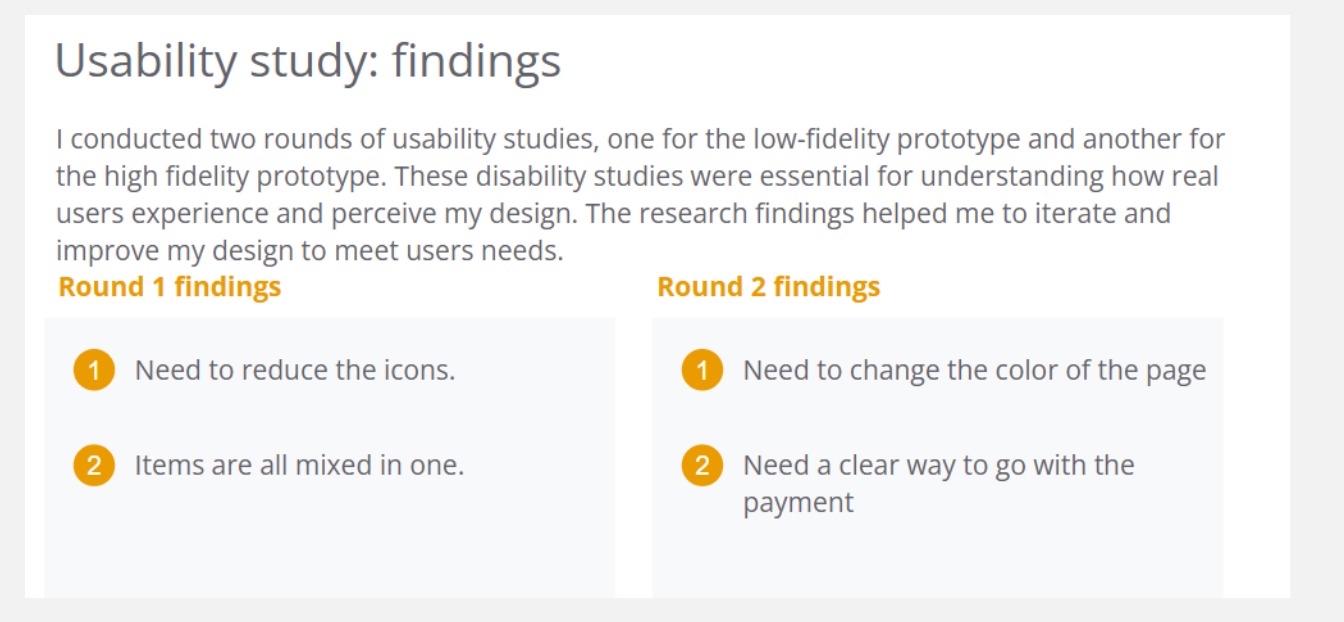 Usability study: findings
I conducted two rounds of usability studies, one for the low-fidelity prototype and another for
the high fidelity prototype. These disability studies were essential for understanding how real
users experience and perceive my design. The research findings helped me to iterate and
improve my design to meet users needs.
Round 1 findings
1 Need to reduce the icons.
2 Items are all mixed in one.
Round 2 findings
1 Need to change the color of the page
2 Need a clear way to go with the
payment